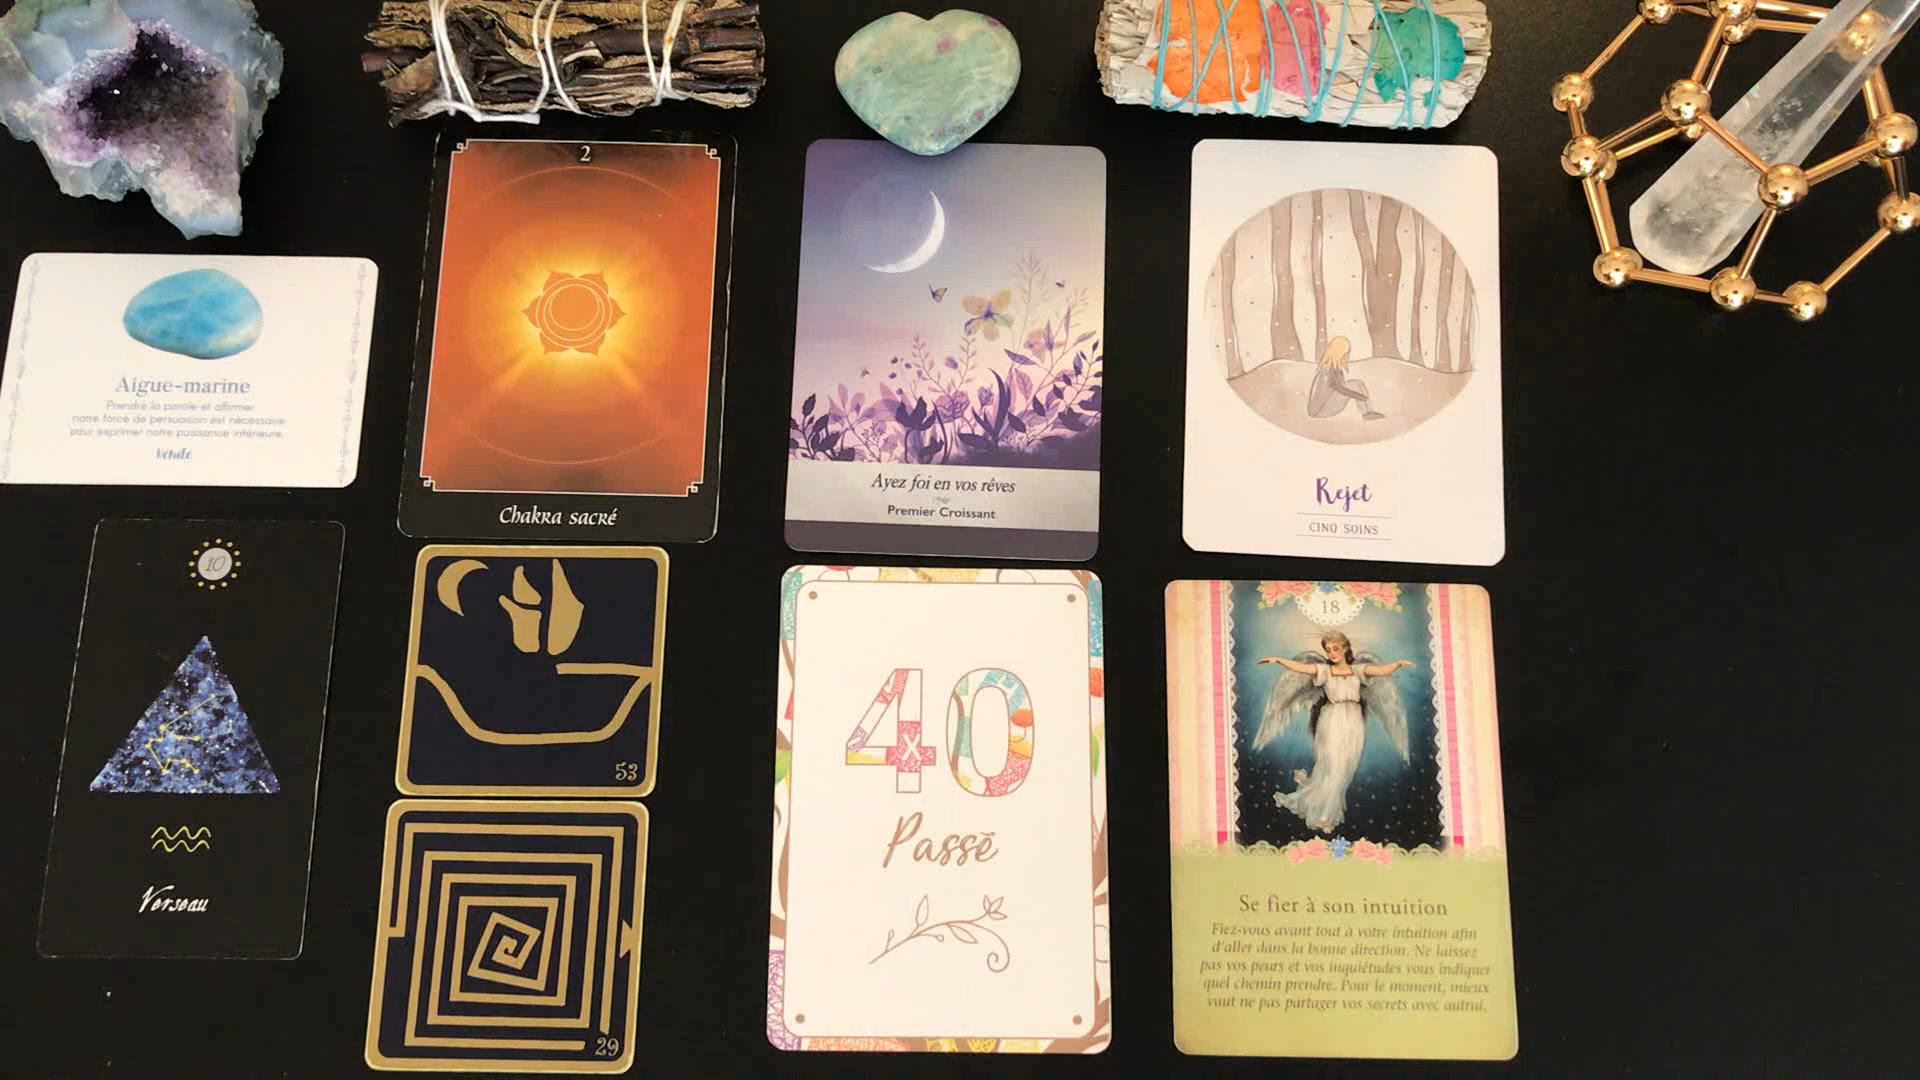 Aigue-marine
Prendre la parole et affirmer
notre force de persuasion est nécessaire
pour exprimer notre puissance intérieure.
Vérité
2
Chakra sacré
Ayez foi en vos rêves
Premier Croissant
Rejet
CINQ SOINS
10
Verseau
53
29
40
x
Passé
18
Se fier à son intuition
Fiez-vous avant tout à votre intuition afin
d'aller dans la bonne direction. Ne laissez
pas vos peurs et vos inquiétudes vous indiquer
quel chemin prendre. Pour le moment, mieux
vaut ne pas partager vos secrets avec autrui.